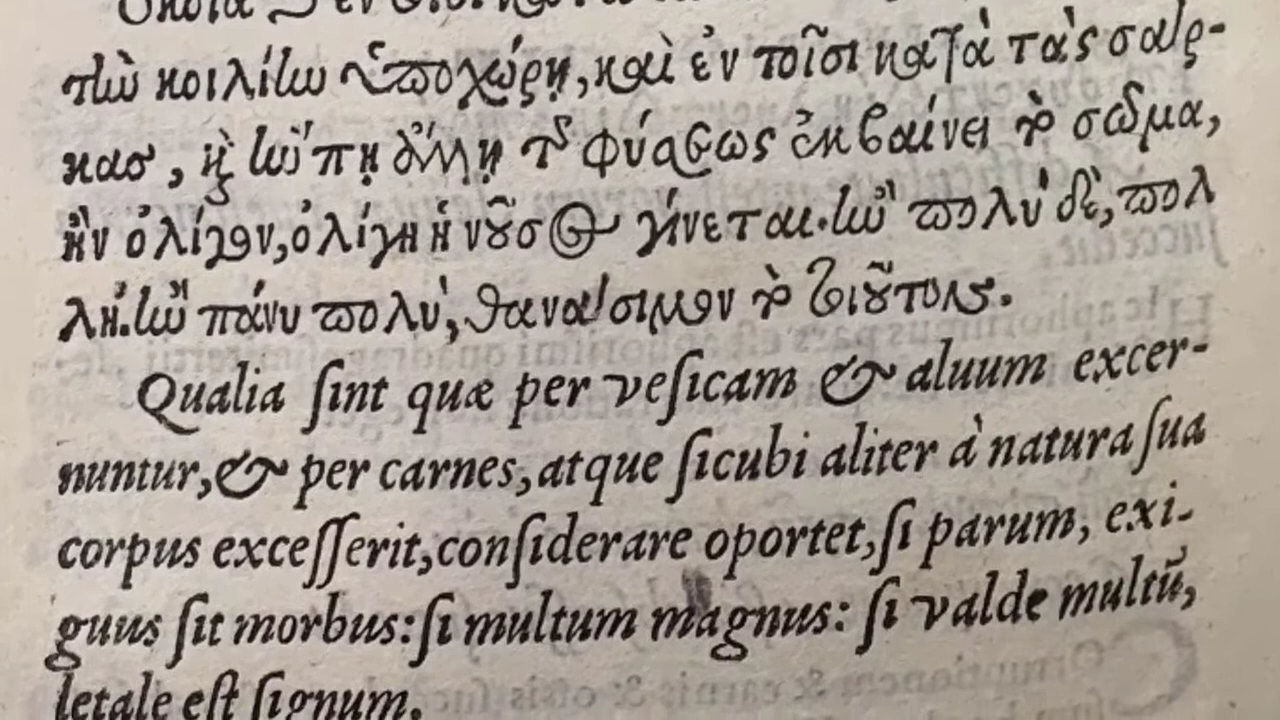 τὴν κοιλίην ὑποχώρῃ, καὶ ἐν τοῖσι κατὰ τὰς σάρ-
κας, κἢ ἤν πῃ ἄλλῃ τῆς φύσεως ἐκβαίνει τὸ σῶμα,
ἢν ὀλίγον, ὀλίγη ἡ νοῦσος γίνεται. ἢν πολὺ δὲ, πολ
λή. ἢν πάνυ πολὺ, θανάσιμον τὸ τοιοῦτον.
Qualia ſint quæ per veſicam & aluum excer-
nuntur, & per carnes, atque ſicubi aliter à natura ſua
corpus exceſſerit, conſiderare oportet, ſi parum, exi-
guus ſit morbus: ſi multum magnus: ſi valde multū,
letale eſt ſignum.